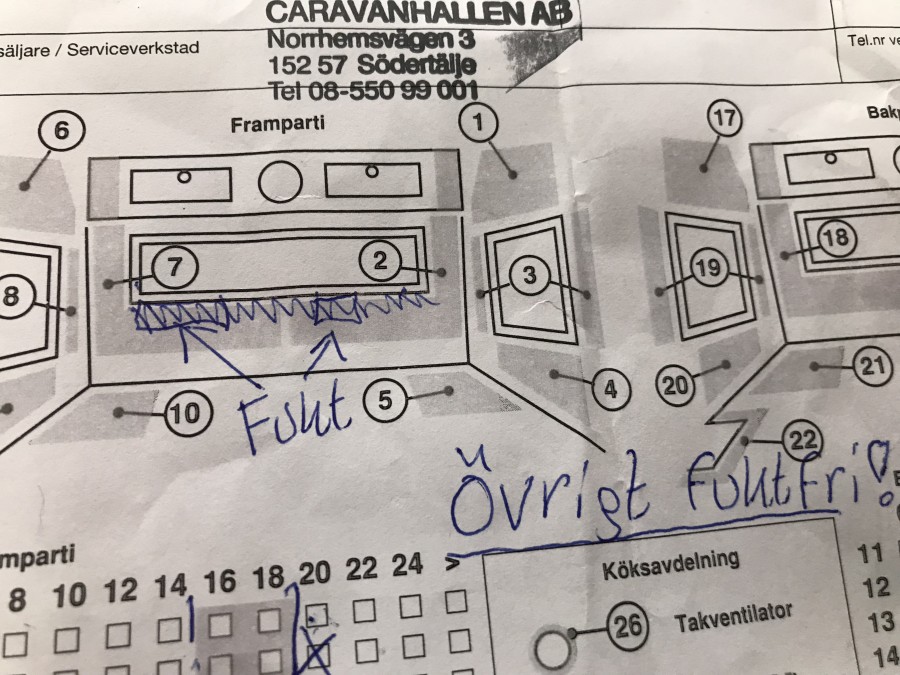 CARAVANHALLEN AB
säljare / Serviceverkstad
Norrhemsvägen 3
152 57 Södertälje
Tel 08-550 99 001
Tel.nr
6
Framparti
1
17
7
2
8
3
19
18
10
Fukt
5
4
20
21
22
Övrigt fuktfri!
8 10 12 14 16 18 20 22 24 >
Köksavdelning
26 Takventilator
11
12
13
14